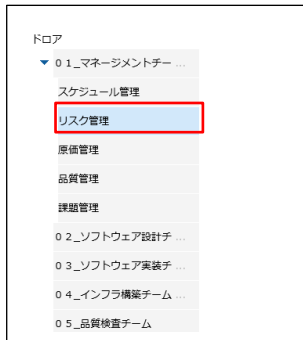 ドロア
０１_マネージメントチー ...
スケジュール管理
リスク管理
原価管理
品質管理
課題管理
０２_ソフトウェア設計チ ...
０３_ソフトウェア実装チ ...
０４_インフラ構築チーム ...
０５_品質検査チーム